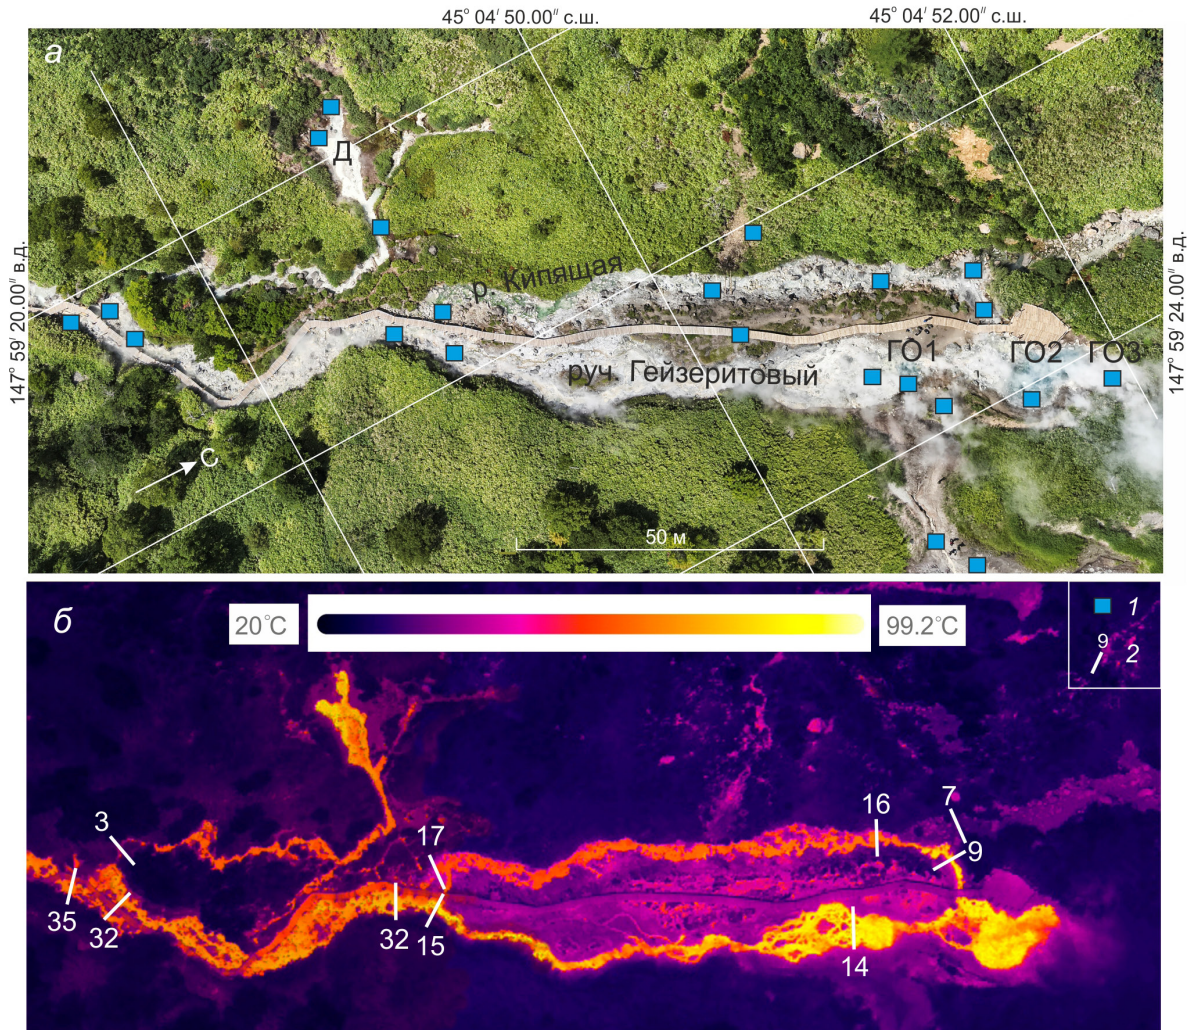 45° 04' 50.00" с.ш.
45° 04' 52.00" с.ш.
а
Д
р. Кипящая
147° 59' 20.00" в.д.
147° 59' 24.00" в.д.
ГО1
ГО2
ГО3
руч. Гейзеритовый
С
50 м
б
20°C
99.2°C
1
9
2
3
17
16
7
9
35
32
32
15
14